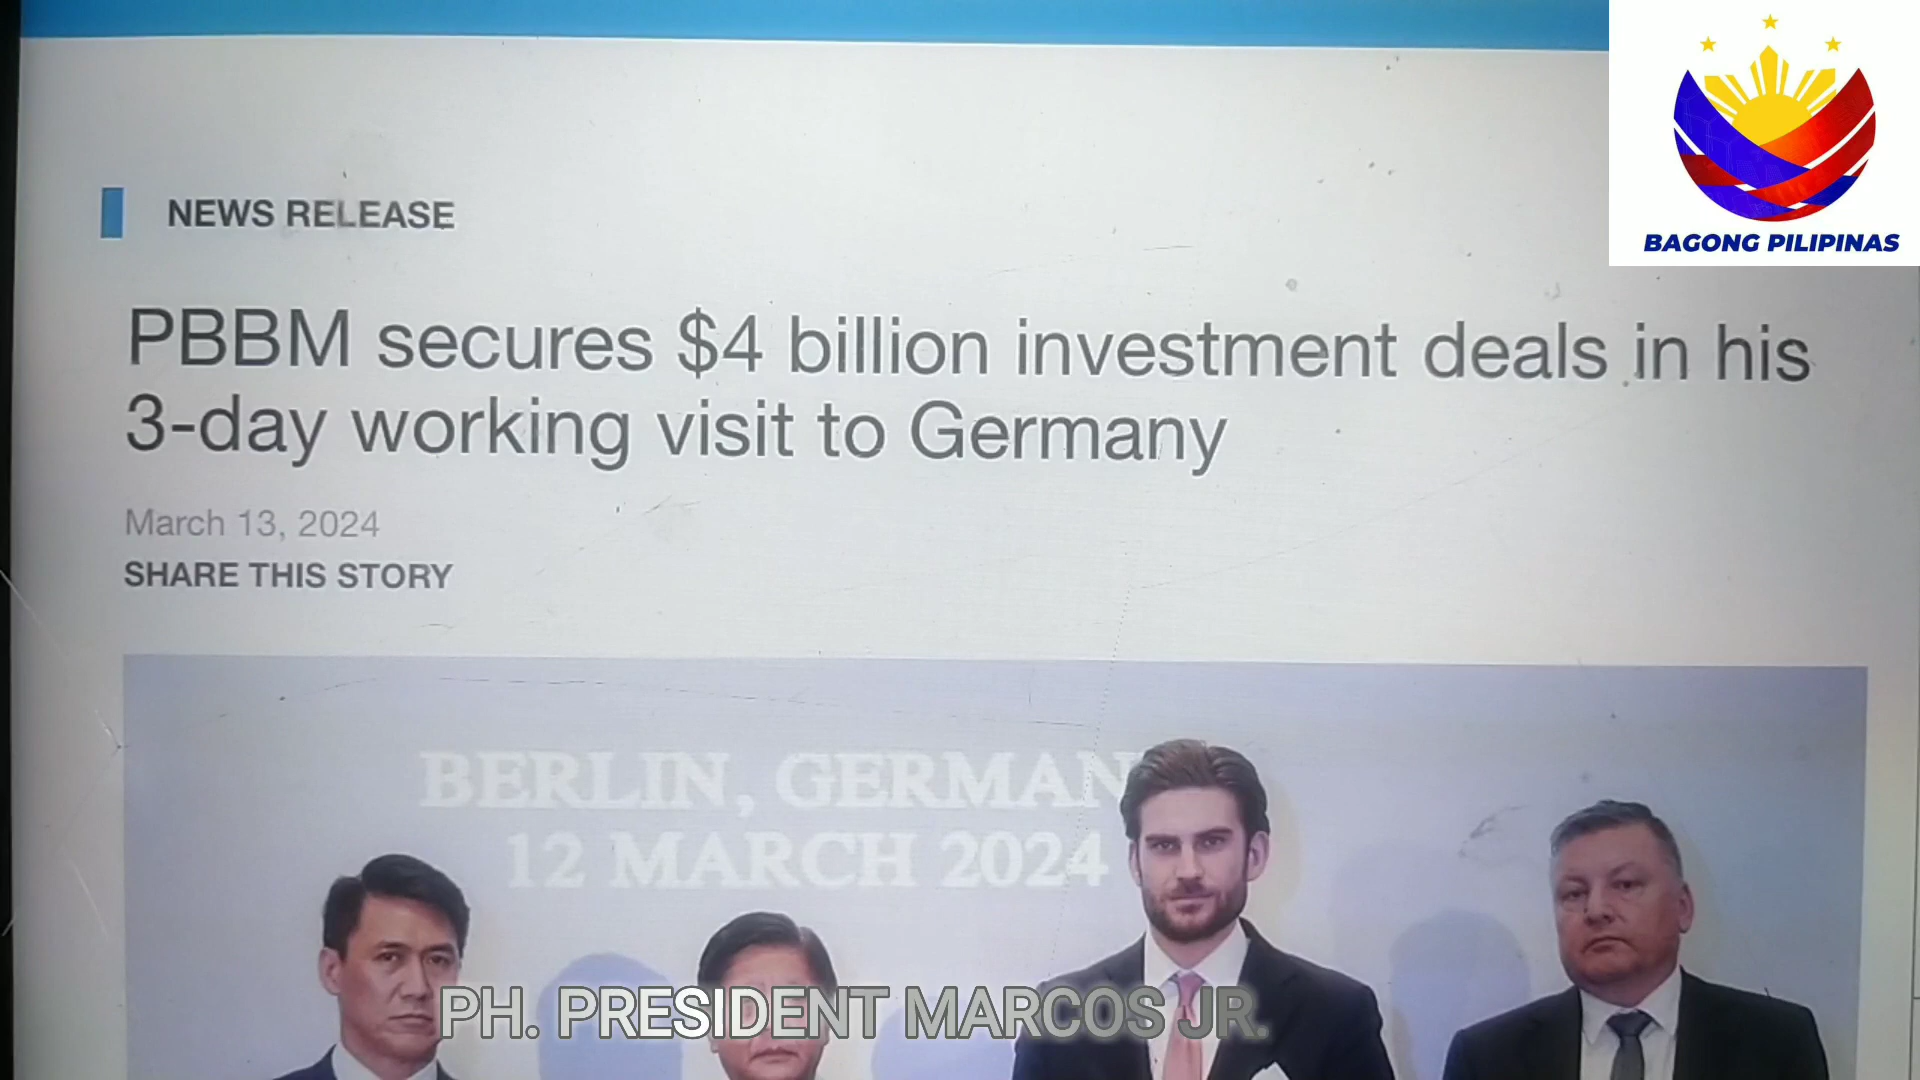 BAGONG PILIPINAS
NEWS RELEASE
PBBM secures $4 billion investment deals in his
3-day working visit to Germany
March 13, 2024
SHARE THIS STORY
BERLIN, GERMAN
12 MARCH 2024
PH. PRESIDENT MARCOS JR.